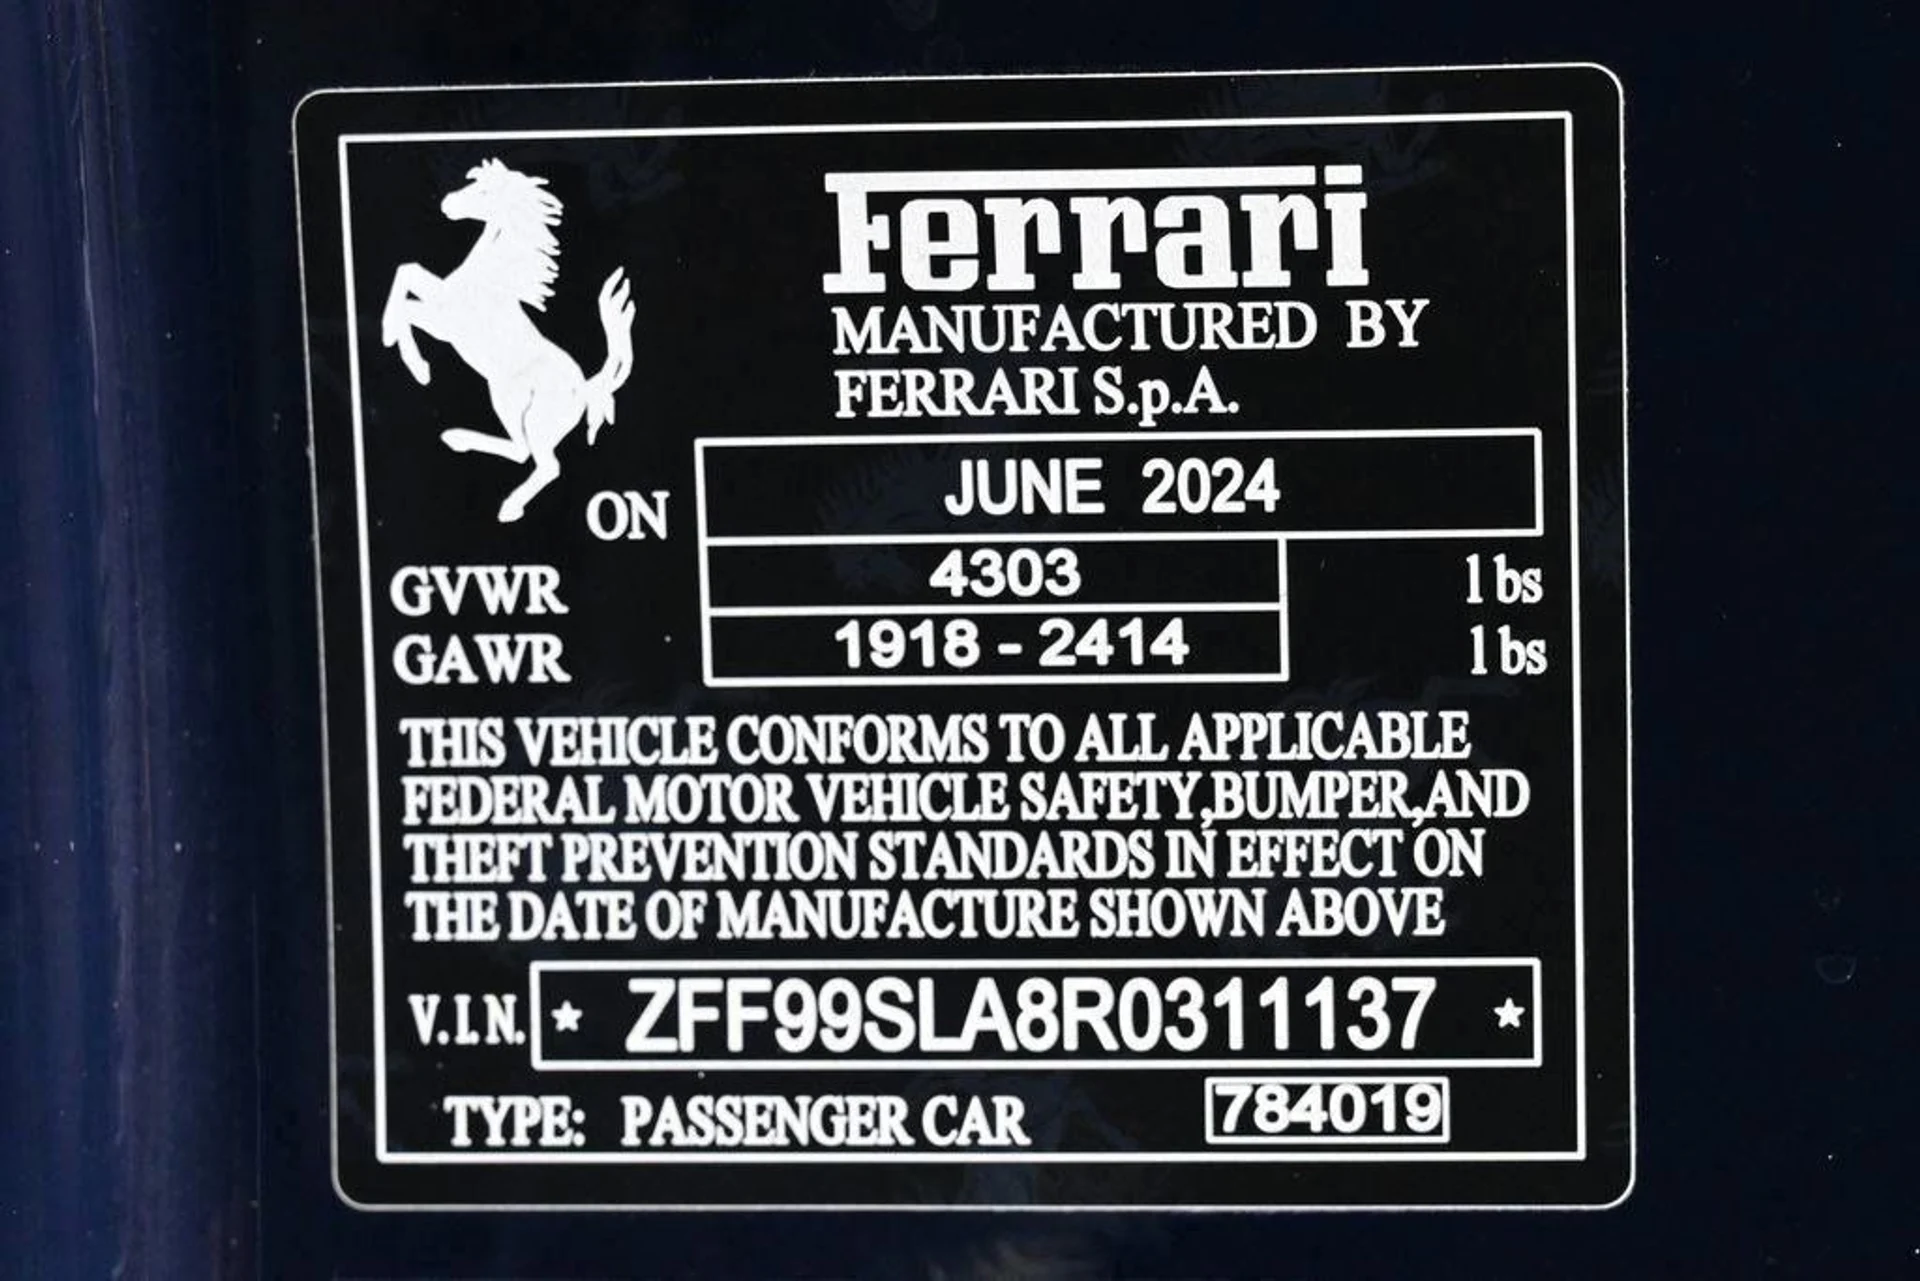 Ferrari
MANUFACTURED BY
FERRARI S.p.A.
ON JUNE 2024
GVWR 4303 lbs
GAWR 1918 - 2414 lbs
THIS VEHICLE CONFORMS TO ALL APPLICABLE
FEDERAL MOTOR VEHICLE SAFETY,BUMPER,AND
THEFT PREVENTION STANDARDS IN EFFECT ON
THE DATE OF MANUFACTURE SHOWN ABOVE
V.I.N. ★ ZFF99SLA8R0311137 ★
TYPE: PASSENGER CAR 784019